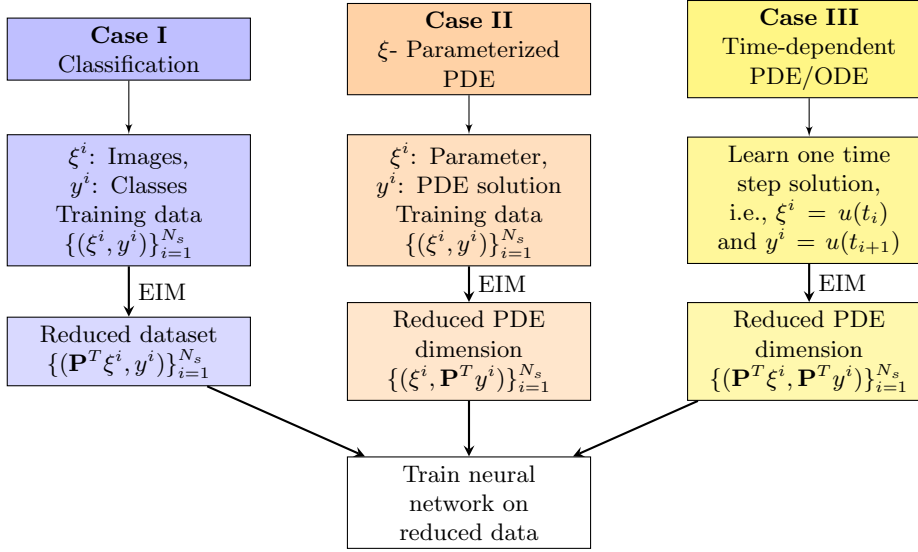 Case I
Classification
ξ^i: Images,
y^i: Classes
Training data
{(ξ^i, y^i)}_{i=1}^{N_s}
EIM
Reduced dataset
{(P^T ξ^i, y^i)}_{i=1}^{N_s}
Case II
ξ- Parameterized
PDE
ξ^i: Parameter,
y^i: PDE solution
Training data
{(ξ^i, y^i)}_{i=1}^{N_s}
EIM
Reduced PDE
dimension
{(ξ^i, P^T y^i)}_{i=1}^{N_s}
Case III
Time-dependent
PDE/ODE
Learn one time
step solution,
i.e., ξ^i = u(t_i)
and y^i = u(t_{i+1})
EIM
Reduced PDE
dimension
{(P^T ξ^i, P^T y^i)}_{i=1}^{N_s}
Train neural
network on
reduced data